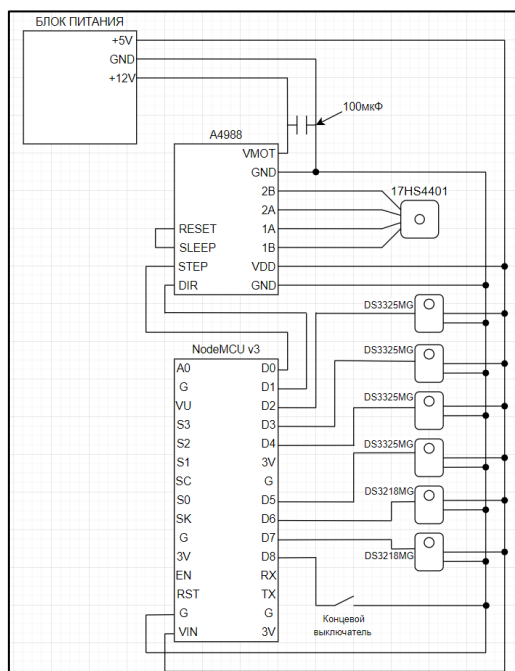 БЛОК ПИТАНИЯ
+5V
GND
+12V
100мкФ
A4988
VMOT
GND
2B
2A
1A
1B
VDD
GND
RESET
SLEEP
STEP
DIR
17HS4401
DS3325MG
DS3325MG
DS3325MG
DS3325MG
DS3218MG
DS3218MG
NodeMCU v3
A0 D0
G D1
VU D2
S3 D3
S2 D4
S1 3V
SC G
S0 D5
SK D6
G D7
3V D8
EN RX
RST TX
G G
VIN 3V
Концевой
выключатель